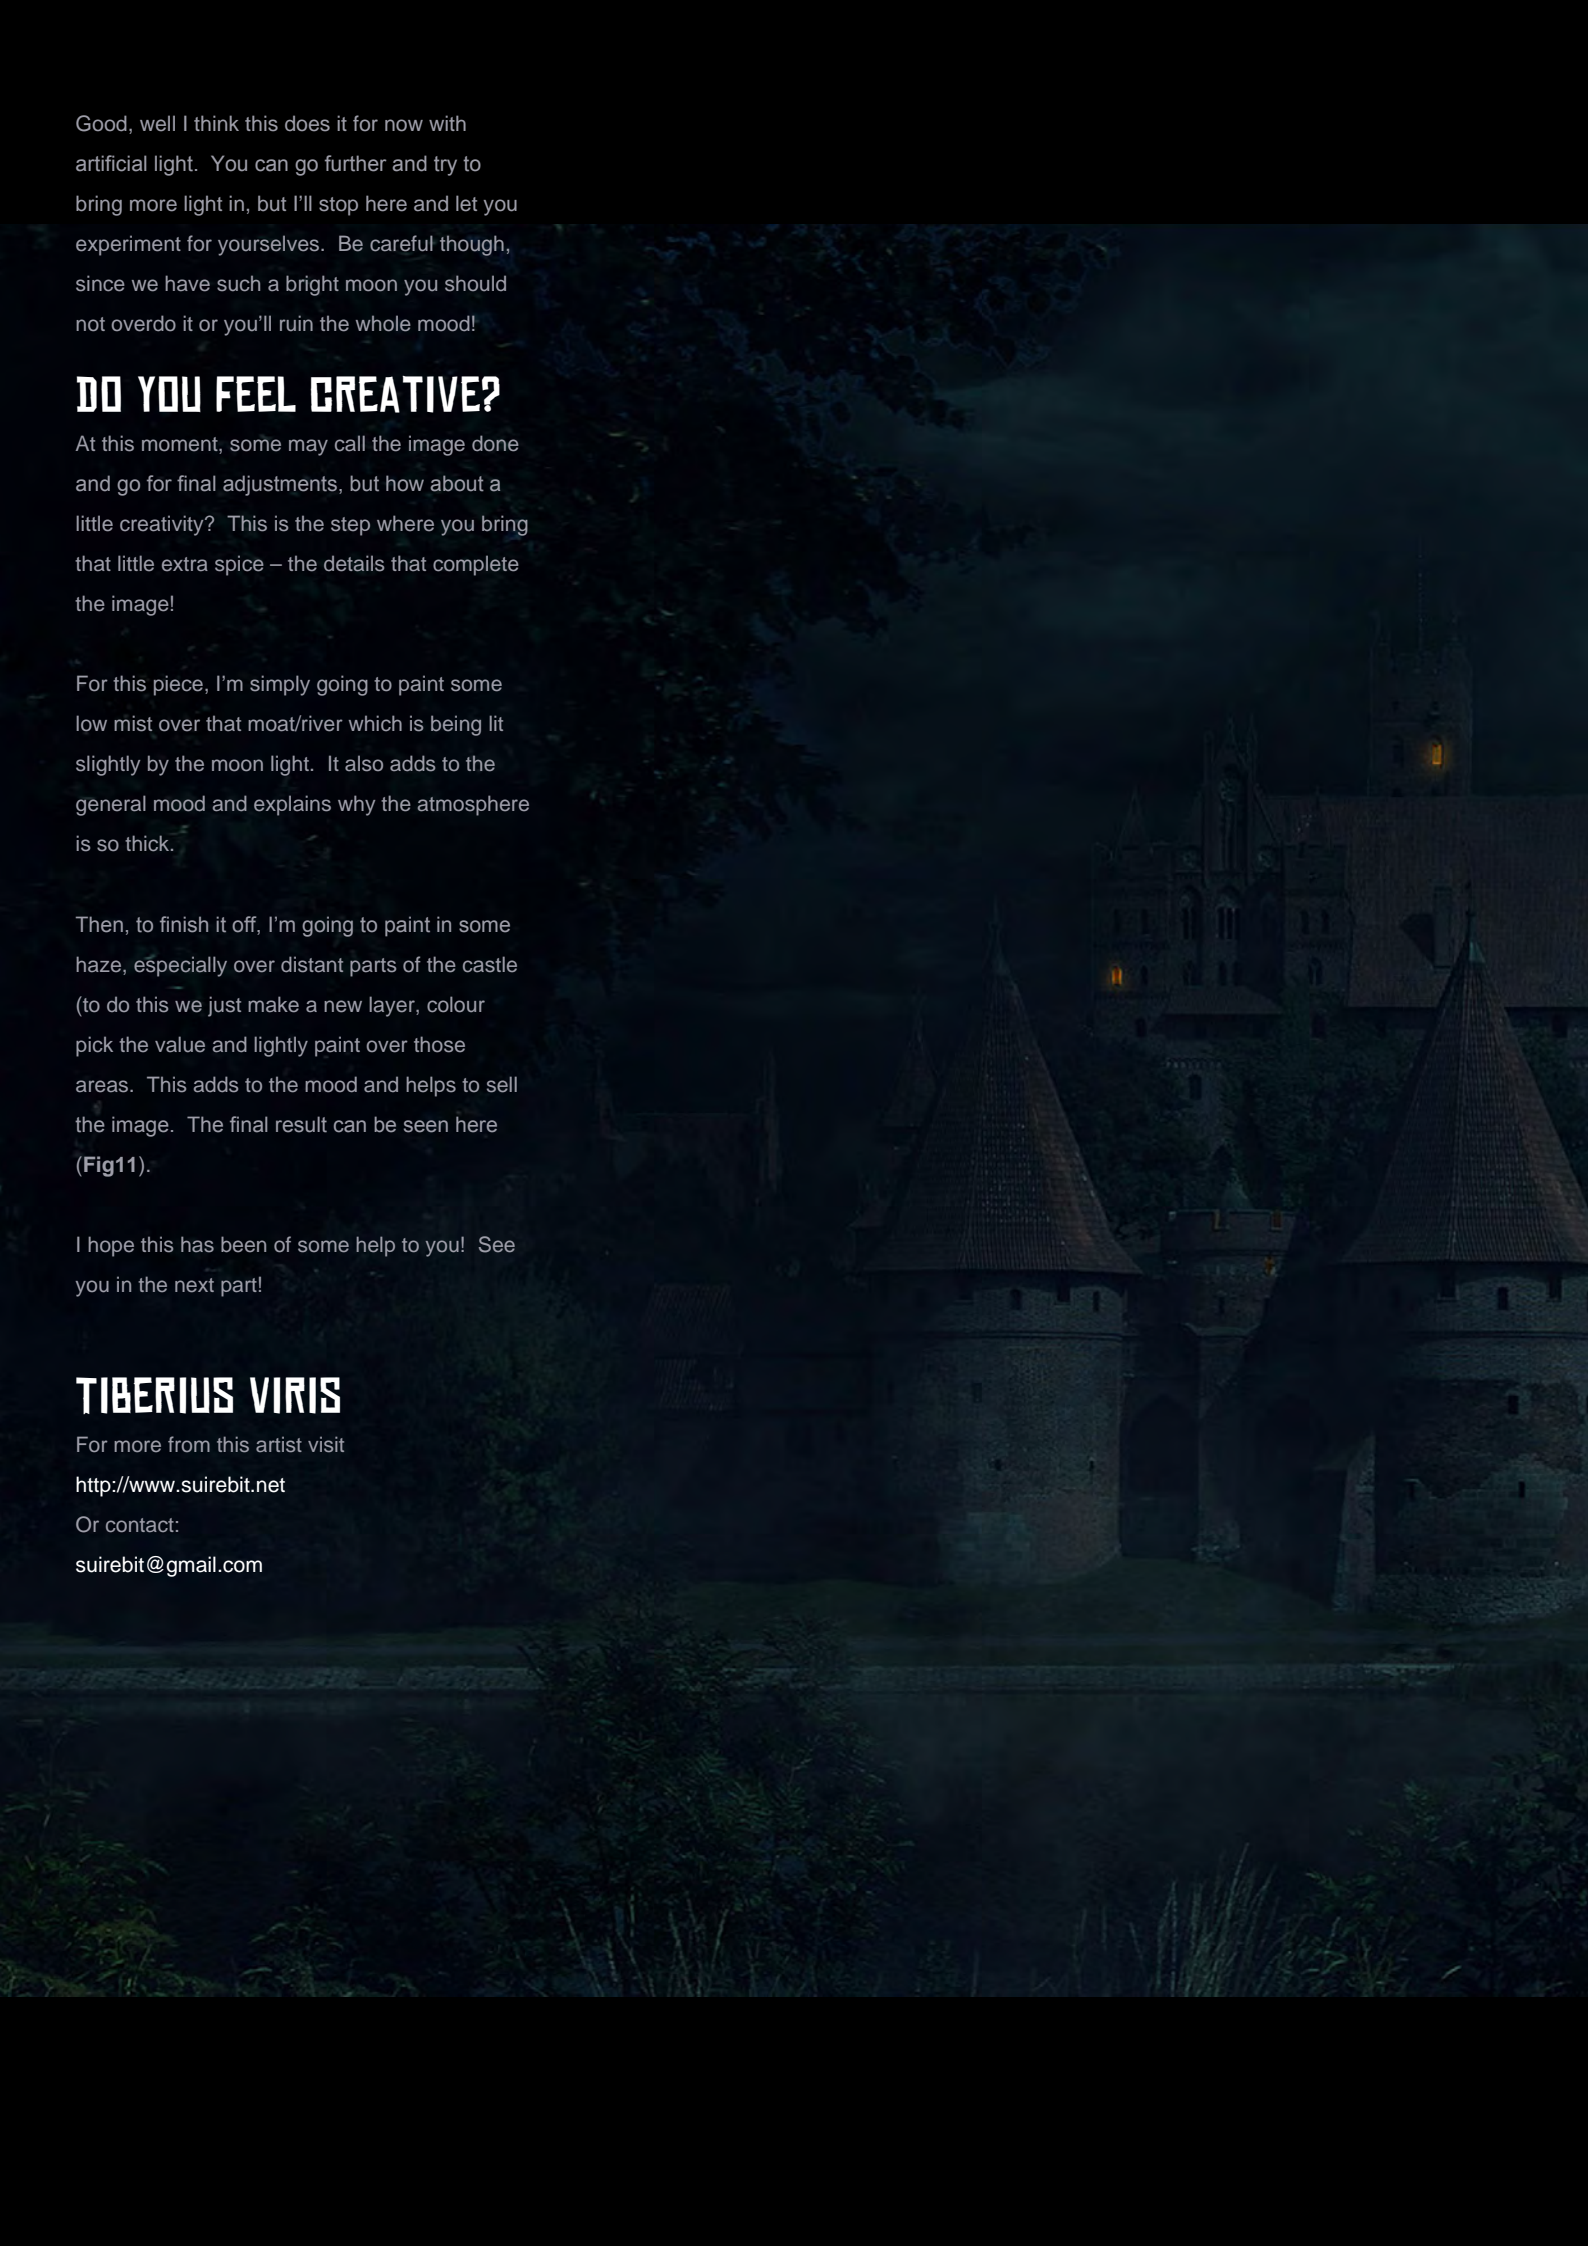 Good, well I think this does it for now with
artificial light.  You can go further and try to
bring more light in, but I’ll stop here and let you
experiment for yourselves.  Be careful though,
since we have such a bright moon you should
not overdo it or you’ll ruin the whole mood!
DO YOU FEEL CREATIVE?
At this moment, some may call the image done
and go for final adjustments, but how about a
little creativity?  This is the step where you bring
that little extra spice – the details that complete
the image!
For this piece, I’m simply going to paint some
low mist over that moat/river which is being lit
slightly by the moon light.  It also adds to the
general mood and explains why the atmosphere
is so thick.
Then, to finish it off, I’m going to paint in some
haze, especially over distant parts of the castle
(to do this we just make a new layer, colour
pick the value and lightly paint over those
areas.  This adds to the mood and helps to sell
the image.  The final result can be seen here
(Fig11).
I hope this has been of some help to you!  See
you in the next part!
TIBERIUS VIRIS
For more from this artist visit
http://www.suirebit.net
Or contact:
suirebit@gmail.com